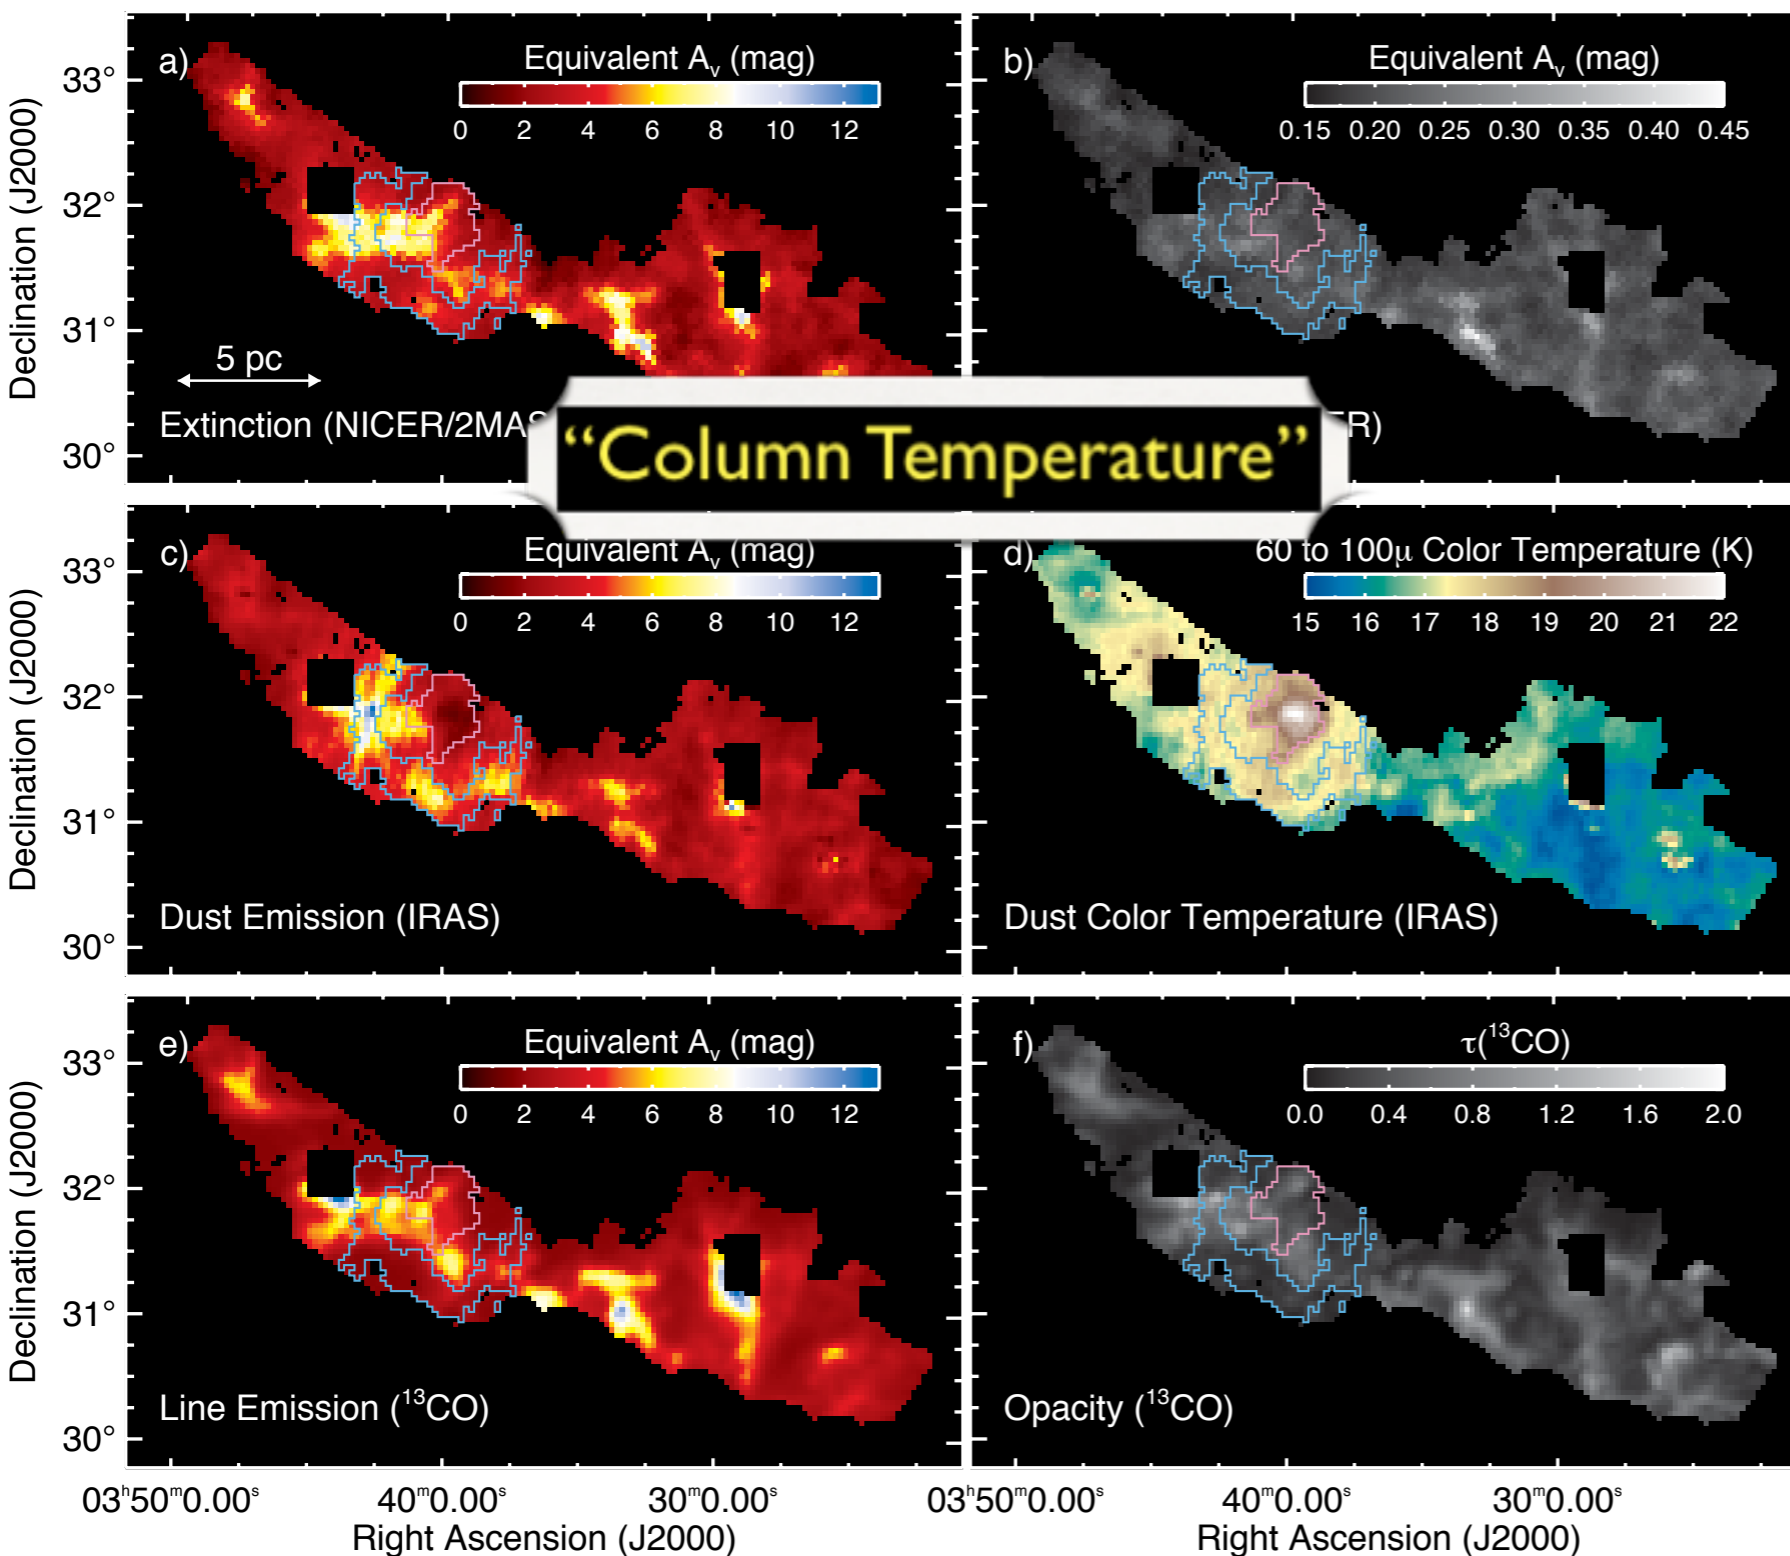 a)
Equivalent Av (mag)
0 2 4 6 8 10 12
33°
32°
31°
30°
Declination (J2000)
5 pc
Extinction (NICER/2MAS
b)
Equivalent Av (mag)
0.15 0.20 0.25 0.30 0.35 0.40 0.45
R)
“Column Temperature”
c)
Equivalent Av (mag)
0 2 4 6 8 10 12
33°
32°
31°
30°
Declination (J2000)
Dust Emission (IRAS)
d)
60 to 100μ Color Temperature (K)
15 16 17 18 19 20 21 22
Dust Color Temperature (IRAS)
e)
Equivalent Av (mag)
0 2 4 6 8 10 12
33°
32°
31°
30°
Declination (J2000)
Line Emission (¹³CO)
03ʰ50ᵐ0.00ˢ 40ᵐ0.00ˢ 30ᵐ0.00ˢ
Right Ascension (J2000)
f)
τ(¹³CO)
0.0 0.4 0.8 1.2 1.6 2.0
Opacity (¹³CO)
03ʰ50ᵐ0.00ˢ 40ᵐ0.00ˢ 30ᵐ0.00ˢ
Right Ascension (J2000)